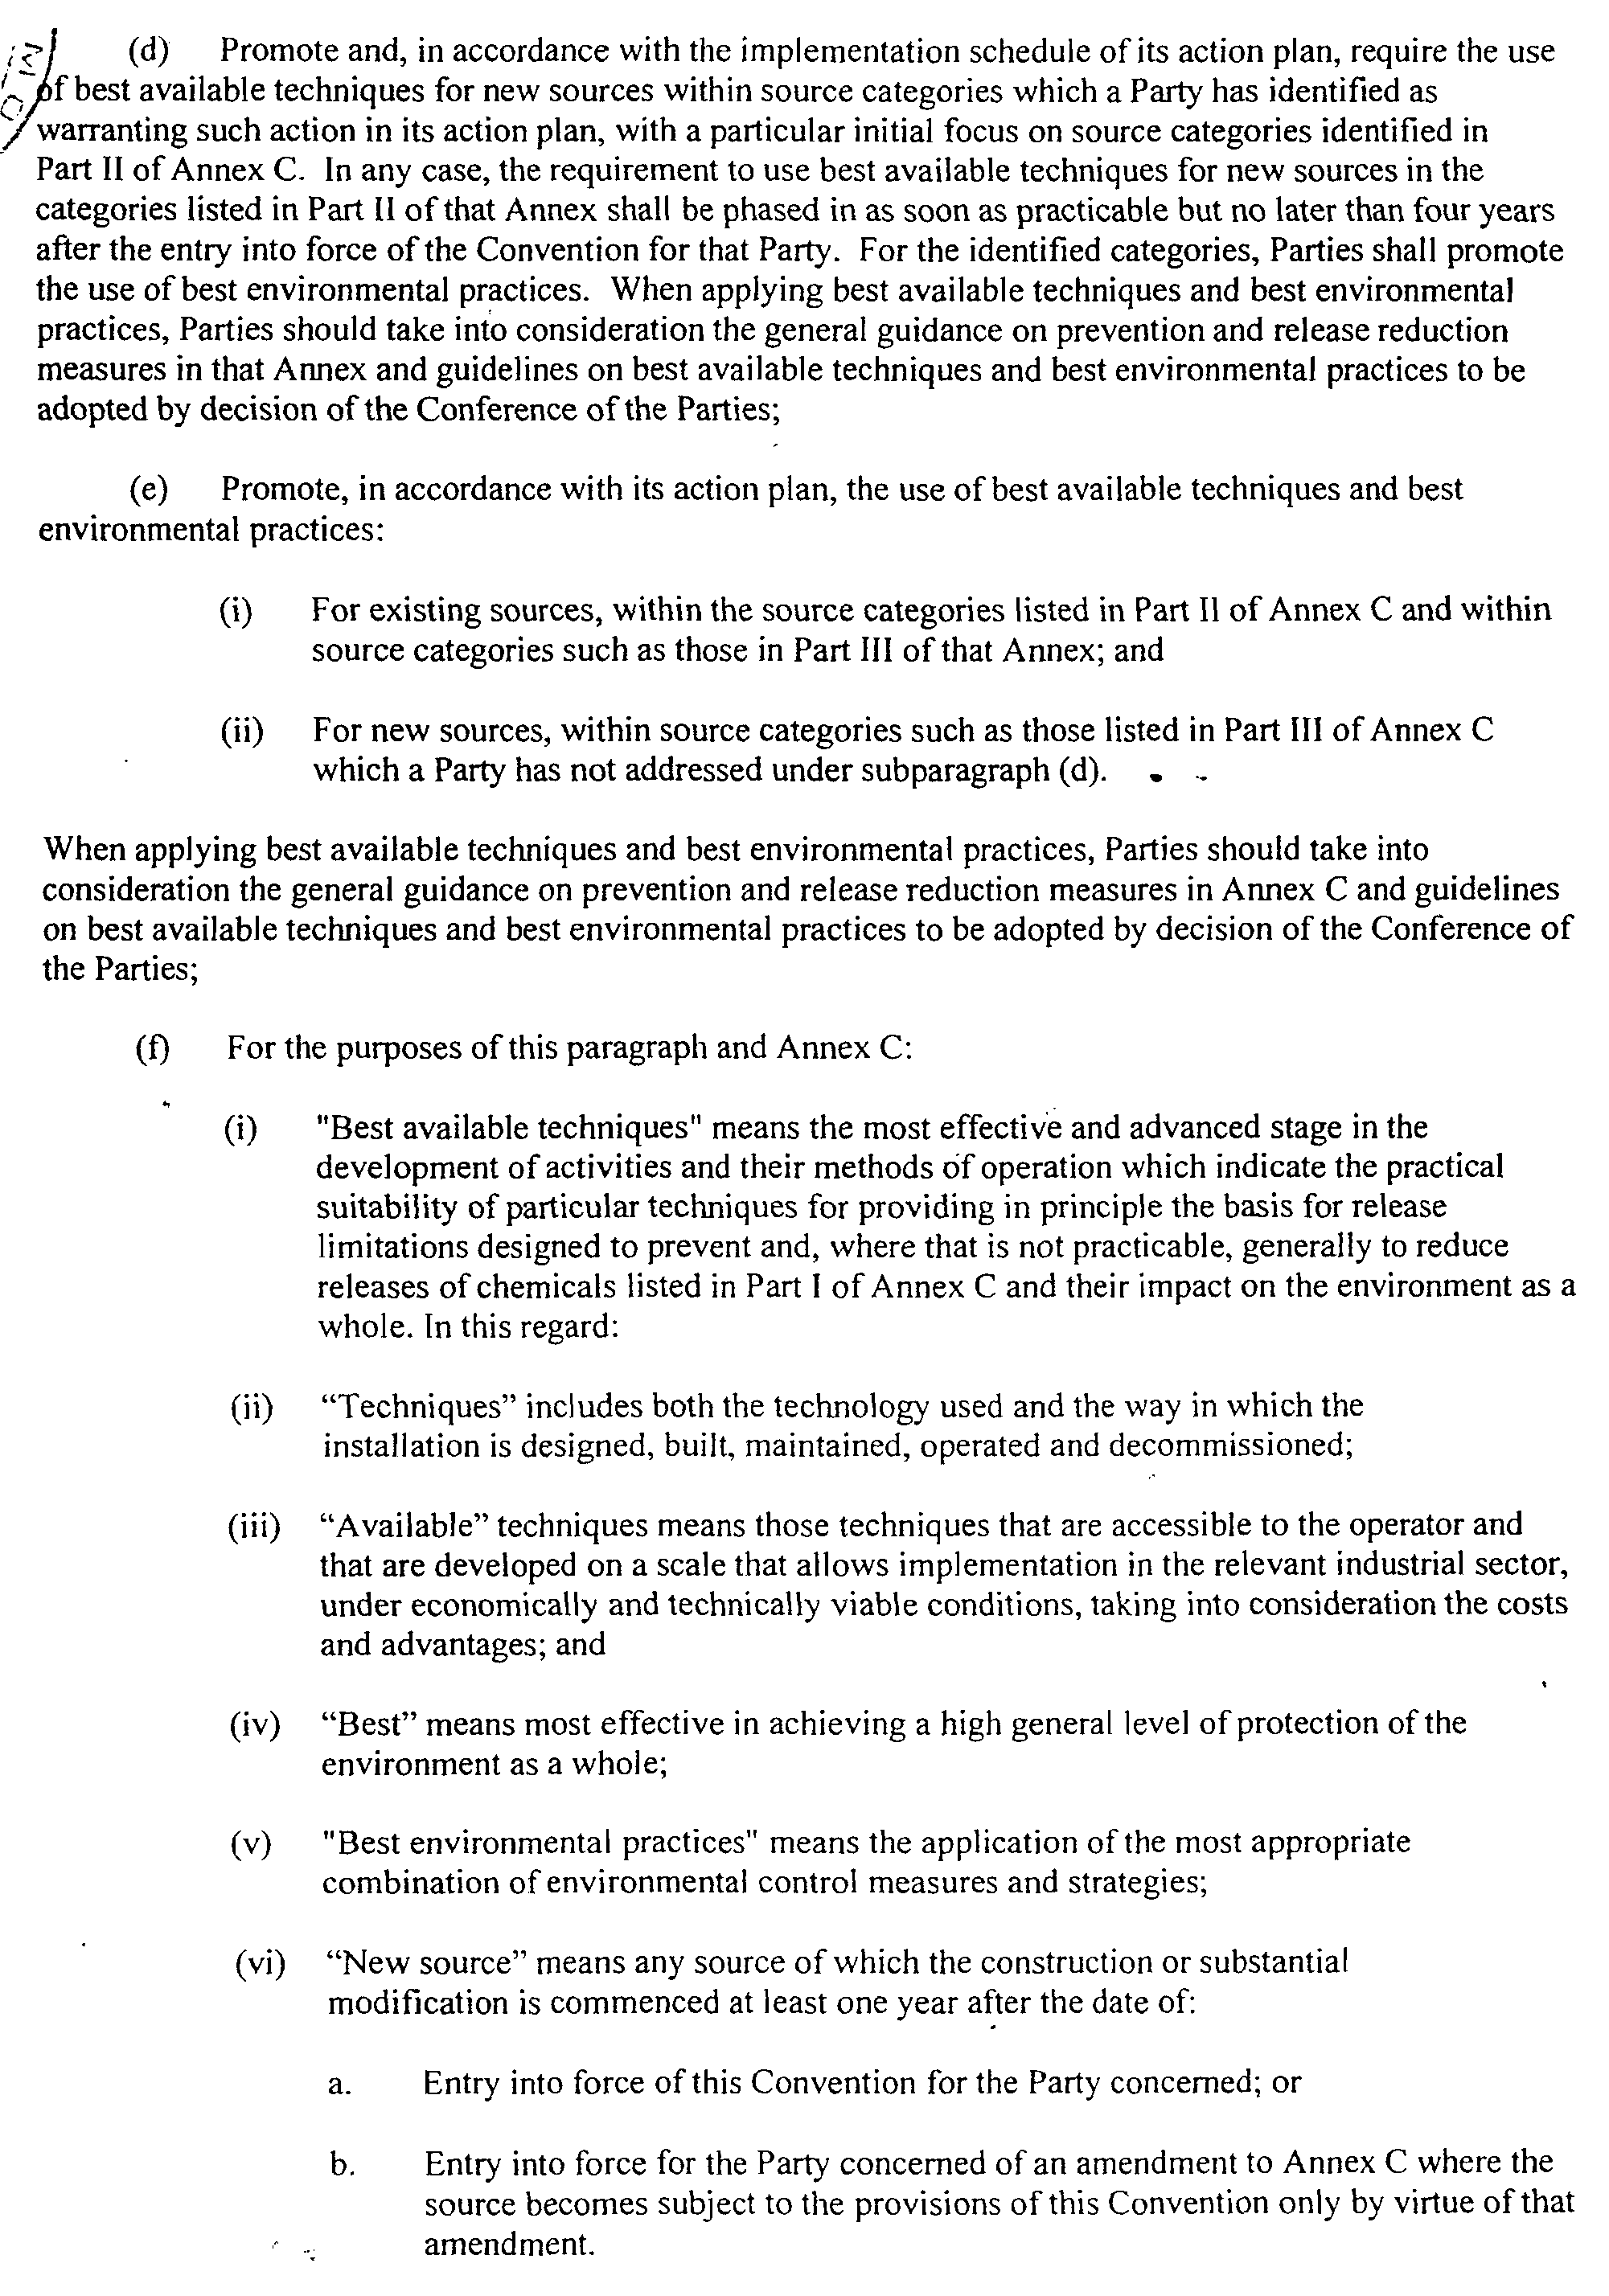 (d) Promote and, in accordance with the implementation schedule of its action plan, require the use
of best available techniques for new sources within source categories which a Party has identified as
warranting such action in its action plan, with a particular initial focus on source categories identified in
Part II of Annex C. In any case, the requirement to use best available techniques for new sources in the
categories listed in Part II of that Annex shall be phased in as soon as practicable but no later than four years
after the entry into force of the Convention for that Party. For the identified categories, Parties shall promote
the use of best environmental practices. When applying best available techniques and best environmental
practices, Parties should take into consideration the general guidance on prevention and release reduction
measures in that Annex and guidelines on best available techniques and best environmental practices to be
adopted by decision of the Conference of the Parties;
(e) Promote, in accordance with its action plan, the use of best available techniques and best
environmental practices:
(i) For existing sources, within the source categories listed in Part II of Annex C and within
source categories such as those in Part III of that Annex; and
(ii) For new sources, within source categories such as those listed in Part III of Annex C
which a Party has not addressed under subparagraph (d).
When applying best available techniques and best environmental practices, Parties should take into
consideration the general guidance on prevention and release reduction measures in Annex C and guidelines
on best available techniques and best environmental practices to be adopted by decision of the Conference of
the Parties;
(f) For the purposes of this paragraph and Annex C:
(i) "Best available techniques" means the most effective and advanced stage in the
development of activities and their methods of operation which indicate the practical
suitability of particular techniques for providing in principle the basis for release
limitations designed to prevent and, where that is not practicable, generally to reduce
releases of chemicals listed in Part I of Annex C and their impact on the environment as a
whole. In this regard:
(ii) “Techniques” includes both the technology used and the way in which the
installation is designed, built, maintained, operated and decommissioned;
(iii) “Available” techniques means those techniques that are accessible to the operator and
that are developed on a scale that allows implementation in the relevant industrial sector,
under economically and technically viable conditions, taking into consideration the costs
and advantages; and
(iv) “Best” means most effective in achieving a high general level of protection of the
environment as a whole;
(v) "Best environmental practices" means the application of the most appropriate
combination of environmental control measures and strategies;
(vi) “New source” means any source of which the construction or substantial
modification is commenced at least one year after the date of:
a. Entry into force of this Convention for the Party concerned; or
b. Entry into force for the Party concerned of an amendment to Annex C where the
source becomes subject to the provisions of this Convention only by virtue of that
amendment.